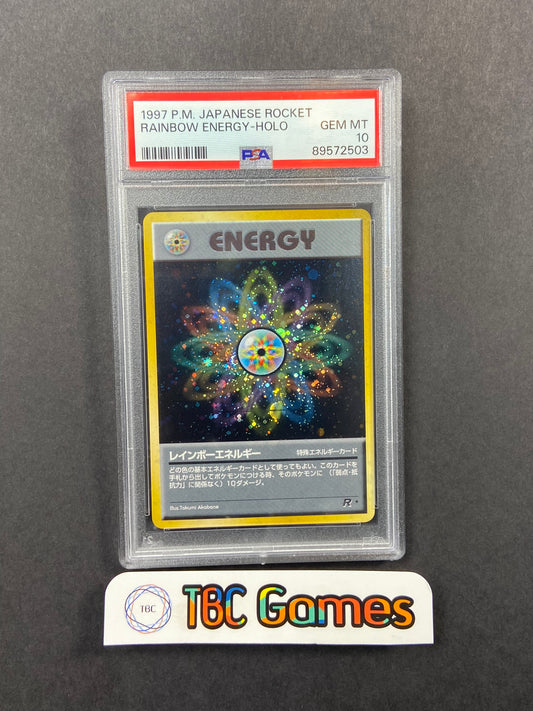 1997 P.M. JAPANESE ROCKET
RAINBOW ENERGY-HOLO GEM MT
10
PSA 89572503
ENERGY
レインボーエネルギー 特殊エネルギーカード
どの色の基本エネルギーカードとして使ってもよい。このカードを
手札から出してポケモンにつける時、そのポケモンに(「弱点・抵
抗力」に関係なく)10ダメージ。
Illus.Takumi Akabane
R
TBC
TBC Games